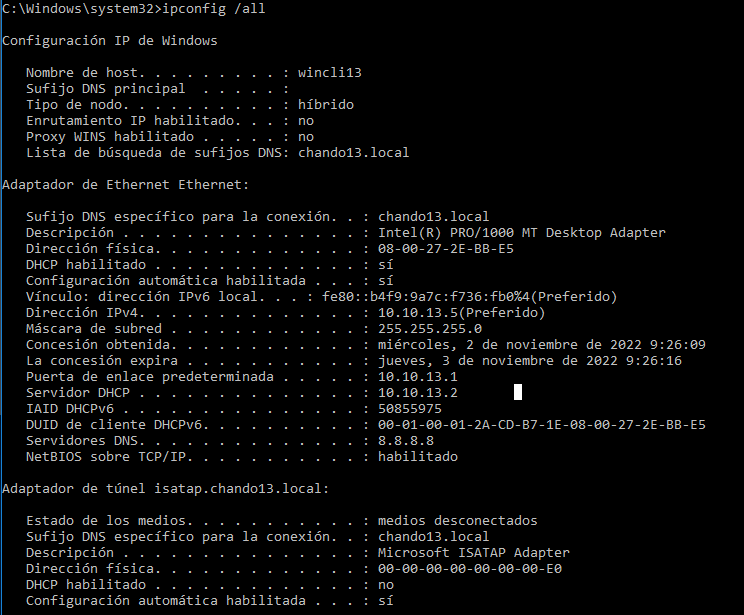 C:\Windows\system32>ipconfig /all
Configuración IP de Windows
Nombre de host. . . . . . . . . : wincli13
Sufijo DNS principal  . . . . . :
Tipo de nodo. . . . . . . . . . : híbrido
Enrutamiento IP habilitado. . . : no
Proxy WINS habilitado . . . . . : no
Lista de búsqueda de sufijos DNS: chando13.local
Adaptador de Ethernet Ethernet:
Sufijo DNS específico para la conexión. . : chando13.local
Descripción . . . . . . . . . . . . . . . : Intel(R) PRO/1000 MT Desktop Adapter
Dirección física. . . . . . . . . . . . . : 08-00-27-2E-BB-E5
DHCP habilitado . . . . . . . . . . . . . : sí
Configuración automática habilitada . . . : sí
Vínculo: dirección IPv6 local. . . : fe80::b4f9:9a7c:f736:fb0%4(Preferido)
Dirección IPv4. . . . . . . . . . . . . . : 10.10.13.5(Preferido)
Máscara de subred . . . . . . . . . . . . : 255.255.255.0
Concesión obtenida. . . . . . . . . . . . : miércoles, 2 de noviembre de 2022 9:26:09
La concesión expira . . . . . . . . . . . : jueves, 3 de noviembre de 2022 9:26:16
Puerta de enlace predeterminada . . . . . : 10.10.13.1
Servidor DHCP . . . . . . . . . . . . . . : 10.10.13.2
IAID DHCPv6 . . . . . . . . . . . . . . . : 50855975
DUID de cliente DHCPv6. . . . . . . . . . : 00-01-00-01-2A-CD-B7-1E-08-00-27-2E-BB-E5
Servidores DNS. . . . . . . . . . . . . . : 8.8.8.8
NetBIOS sobre TCP/IP. . . . . . . . . . . : habilitado
Adaptador de túnel isatap.chando13.local:
Estado de los medios. . . . . . . . . . . : medios desconectados
Sufijo DNS específico para la conexión. . : chando13.local
Descripción . . . . . . . . . . . . . . . : Microsoft ISATAP Adapter
Dirección física. . . . . . . . . . . . . : 00-00-00-00-00-00-00-E0
DHCP habilitado . . . . . . . . . . . . . : no
Configuración automática habilitada . . . : sí